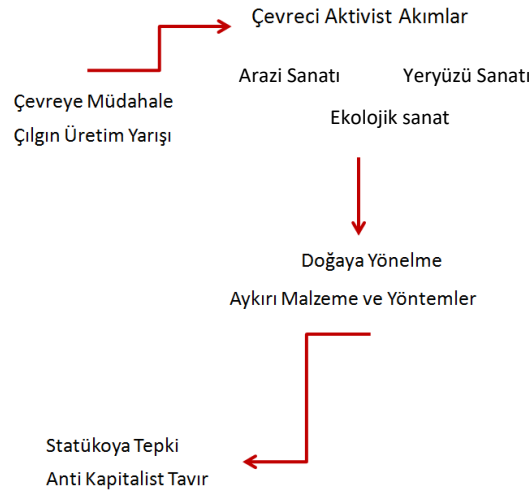 Çevreci Aktivist Akımlar
Arazi Sanatı Yeryüzü Sanatı
Çevreye Müdahale
Çılgın Üretim Yarışı
Ekolojik sanat
Doğaya Yönelme
Aykırı Malzeme ve Yöntemler
Statükoya Tepki
Anti Kapitalist Tavır